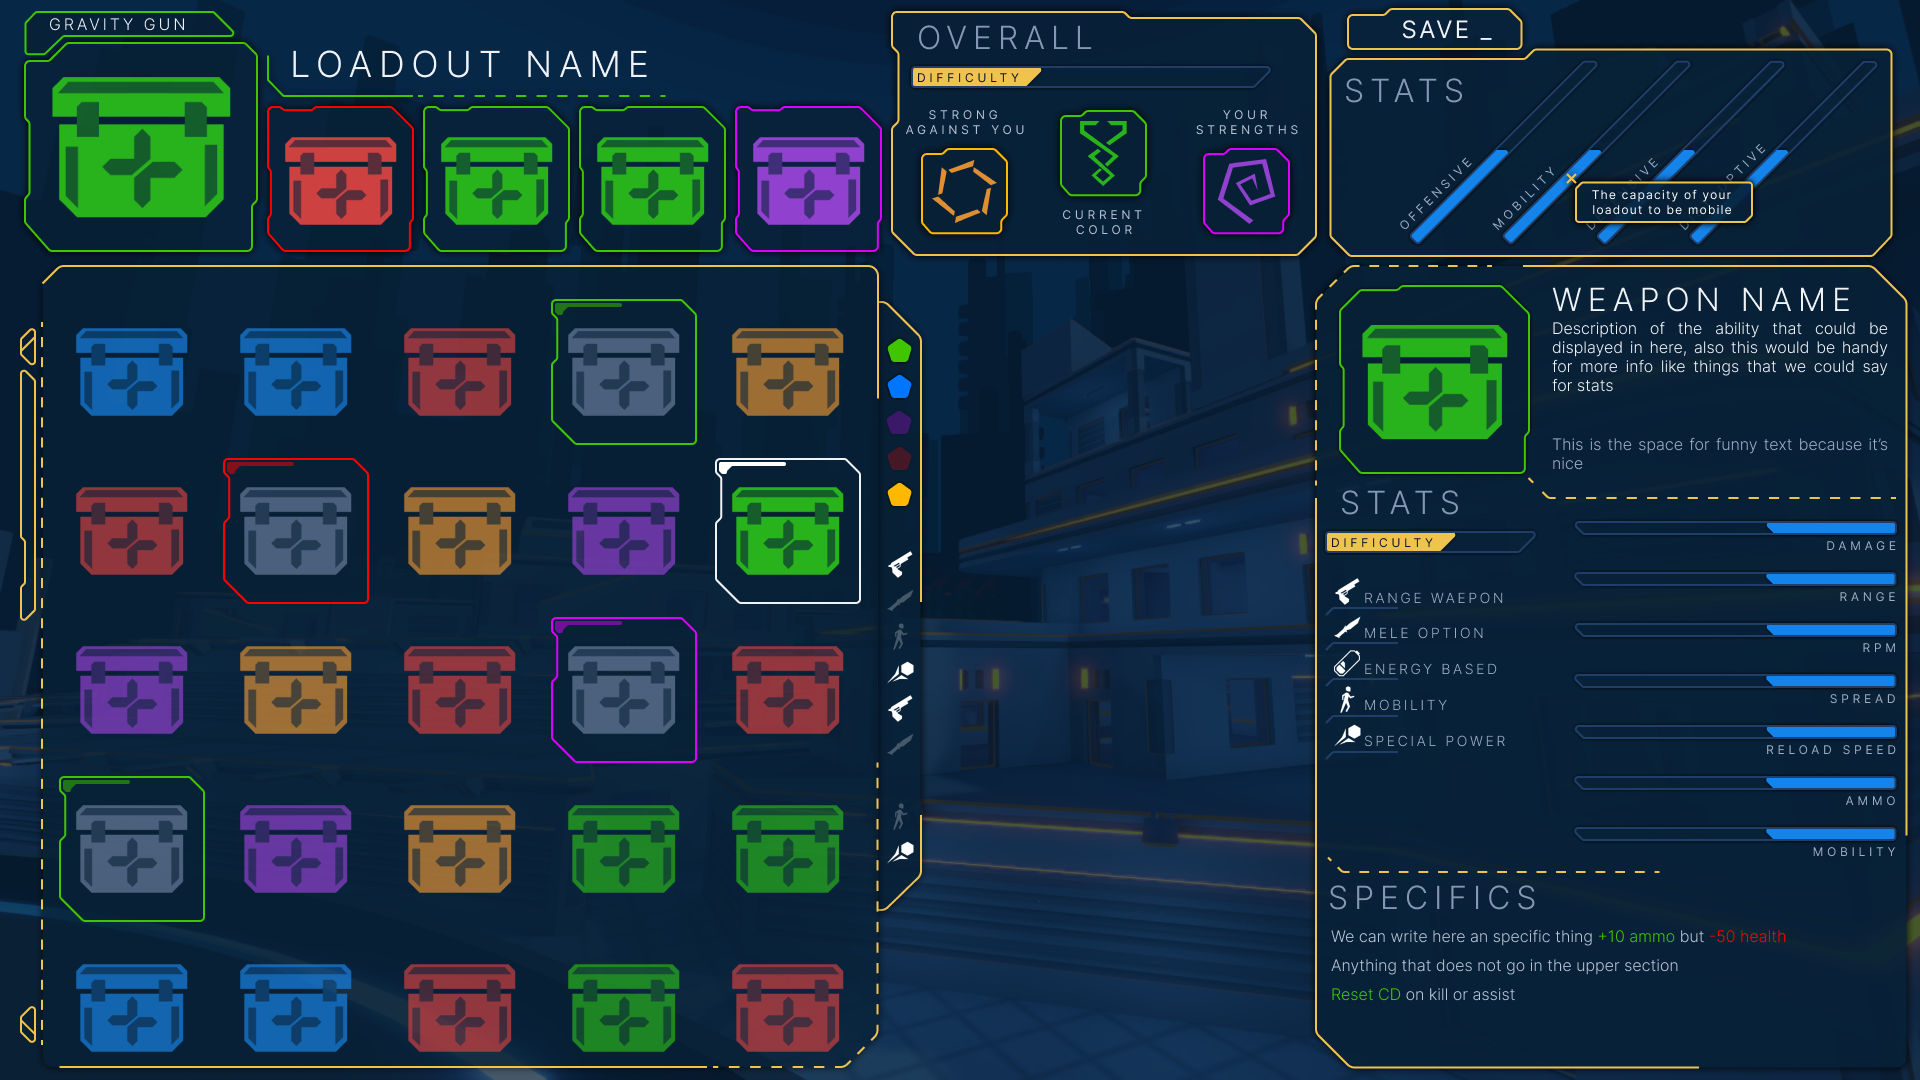 GRAVITY GUN
LOADOUT NAME
OVERALL
DIFFICULTY
STRONG
AGAINST YOU
CURRENT
COLOR
YOUR
STRENGTHS
SAVE _
STATS
OFFENSIVE
MOBILITY
The capacity of your
loadout to be mobile
WEAPON NAME
Description of the ability that could be
displayed in here, also this would be handy
for more info like things that we could say
for stats
This is the space for funny text because it's
nice
STATS
DIFFICULTY
RANGE WAEPON
MELE OPTION
ENERGY BASED
MOBILITY
SPECIAL POWER
DAMAGE
RANGE
RPM
SPREAD
RELOAD SPEED
AMMO
MOBILITY
SPECIFICS
We can write here an specific thing +10 ammo but -50 health
Anything that does not go in the upper section
Reset CD on kill or assist